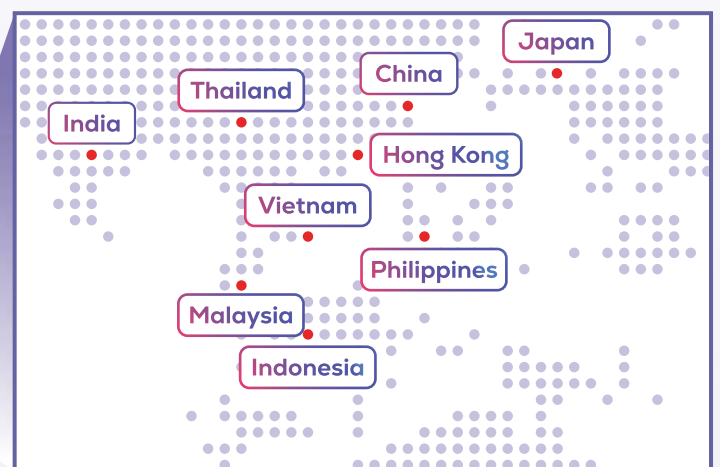 Japan
China
Thailand
India
Hong Kong
Vietnam
Philippines
Malaysia
Indonesia